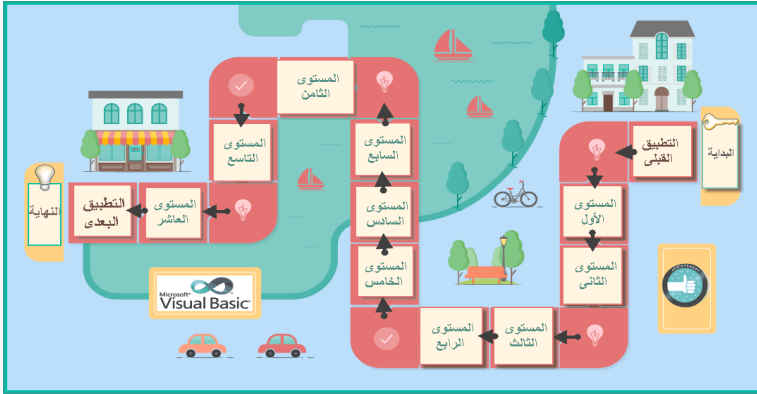 البداية
التطبيق
القبلى
المستوى
الأول
المستوى
الثانى
المستوى
الثالث
المستوى
الرابع
المستوى
الخامس
المستوى
السادس
المستوى
السابع
المستوى
الثامن
المستوى
التاسع
المستوى
العاشر
التطبيق
البعدى
النهاية
Microsoft®
Visual Basic